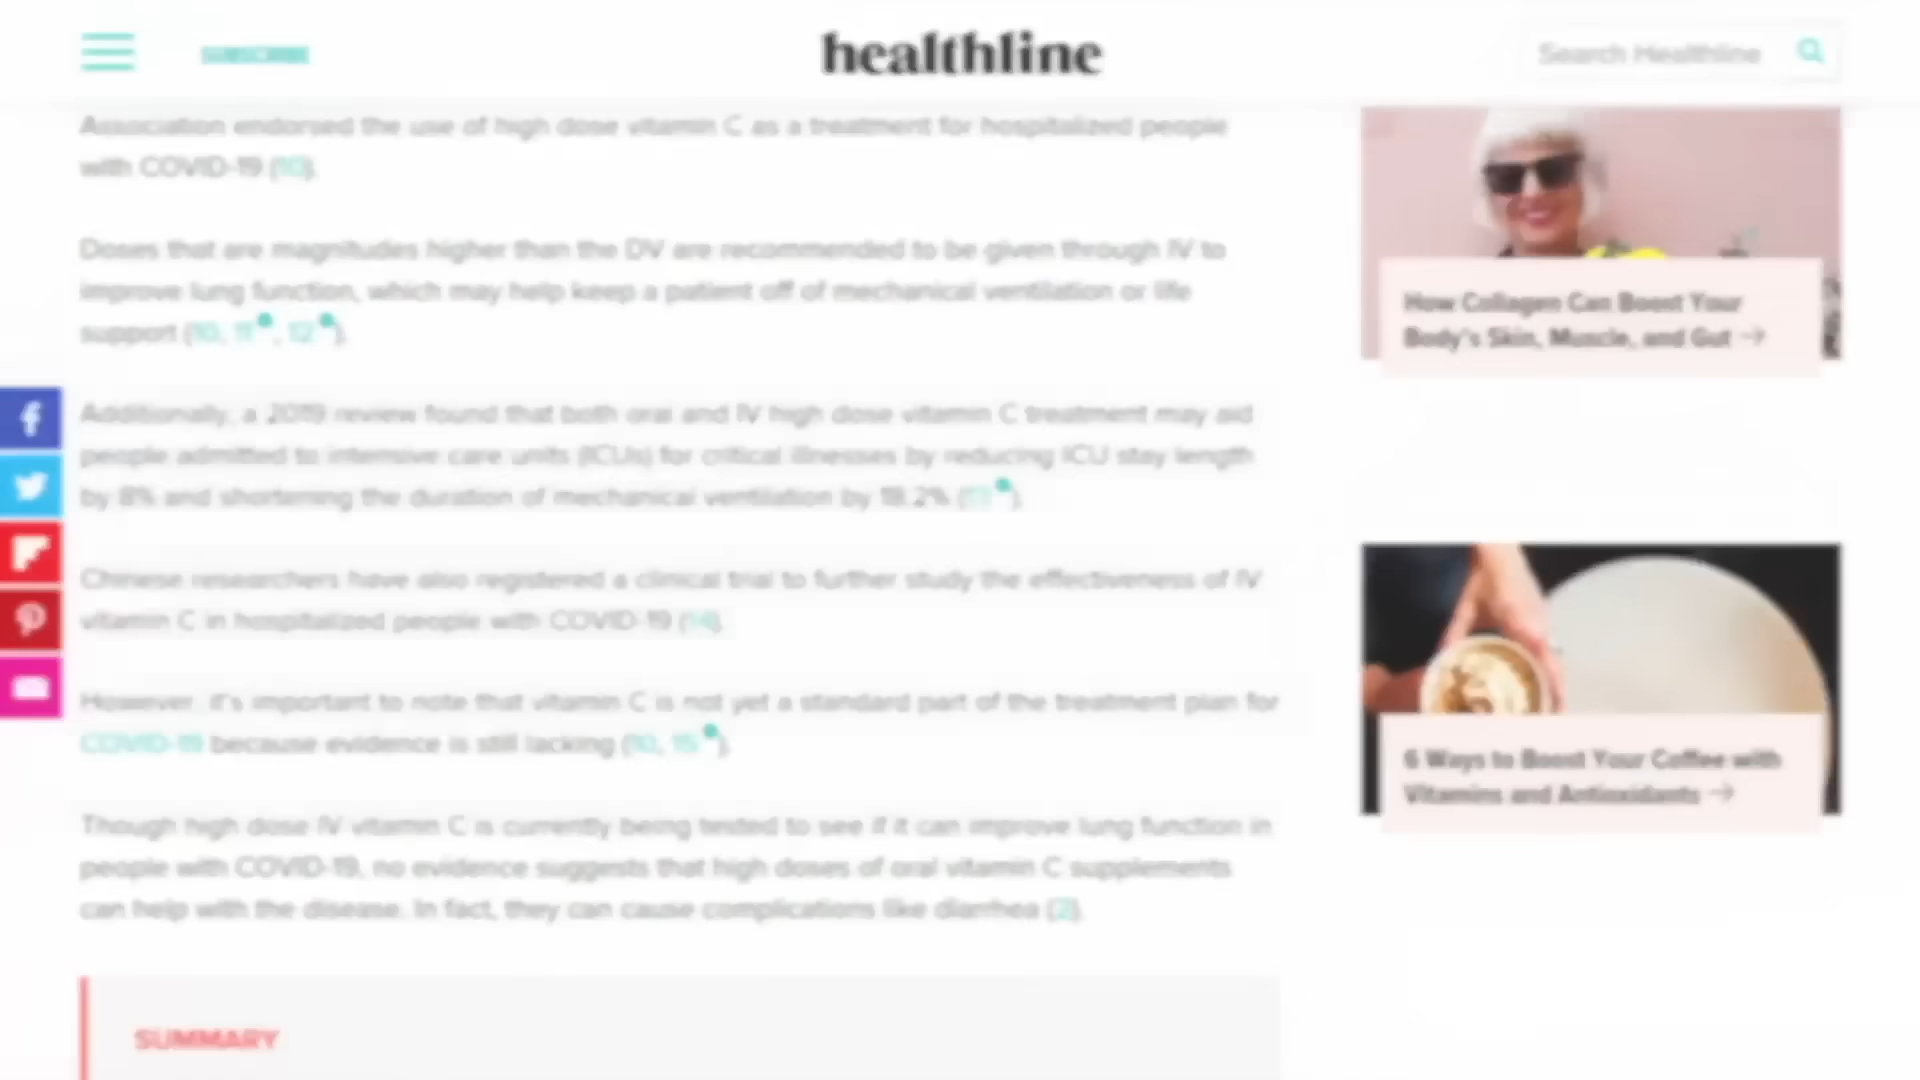 healthline
Search Healthline
Association endorsed the use of high dose vitamin C as a treatment for hospitalized people
with COVID-19 (10).
Doses that are magnitudes higher than the DV are recommended to be given through IV to
improve lung function, which may help keep a patient off of mechanical ventilation or life
support (10, 11, 12).
Additionally, a 2019 review found that both oral and IV high dose vitamin C treatment may aid
people admitted to intensive care units (ICUs) for critical illnesses by reducing ICU stay length
by 8% and shortening the duration of mechanical ventilation by 18.2% (13).
Chinese researchers have also registered a clinical trial to further study the effectiveness of IV
vitamin C in hospitalized people with COVID-19 (14).
However, it's important to note that vitamin C is not yet a standard part of the treatment plan for
COVID-19 because evidence is still lacking (10, 15).
Though high dose IV vitamin C is currently being tested to see if it can improve lung function in
people with COVID-19, no evidence suggests that high doses of oral vitamin C supplements
can help with the disease. In fact, they can cause complications like diarrhea (2).
SUMMARY
How Collagen Can Boost Your
Body's Skin, Muscle, and Gut →
6 Ways to Boost Your Coffee with
Vitamins and Antioxidants →